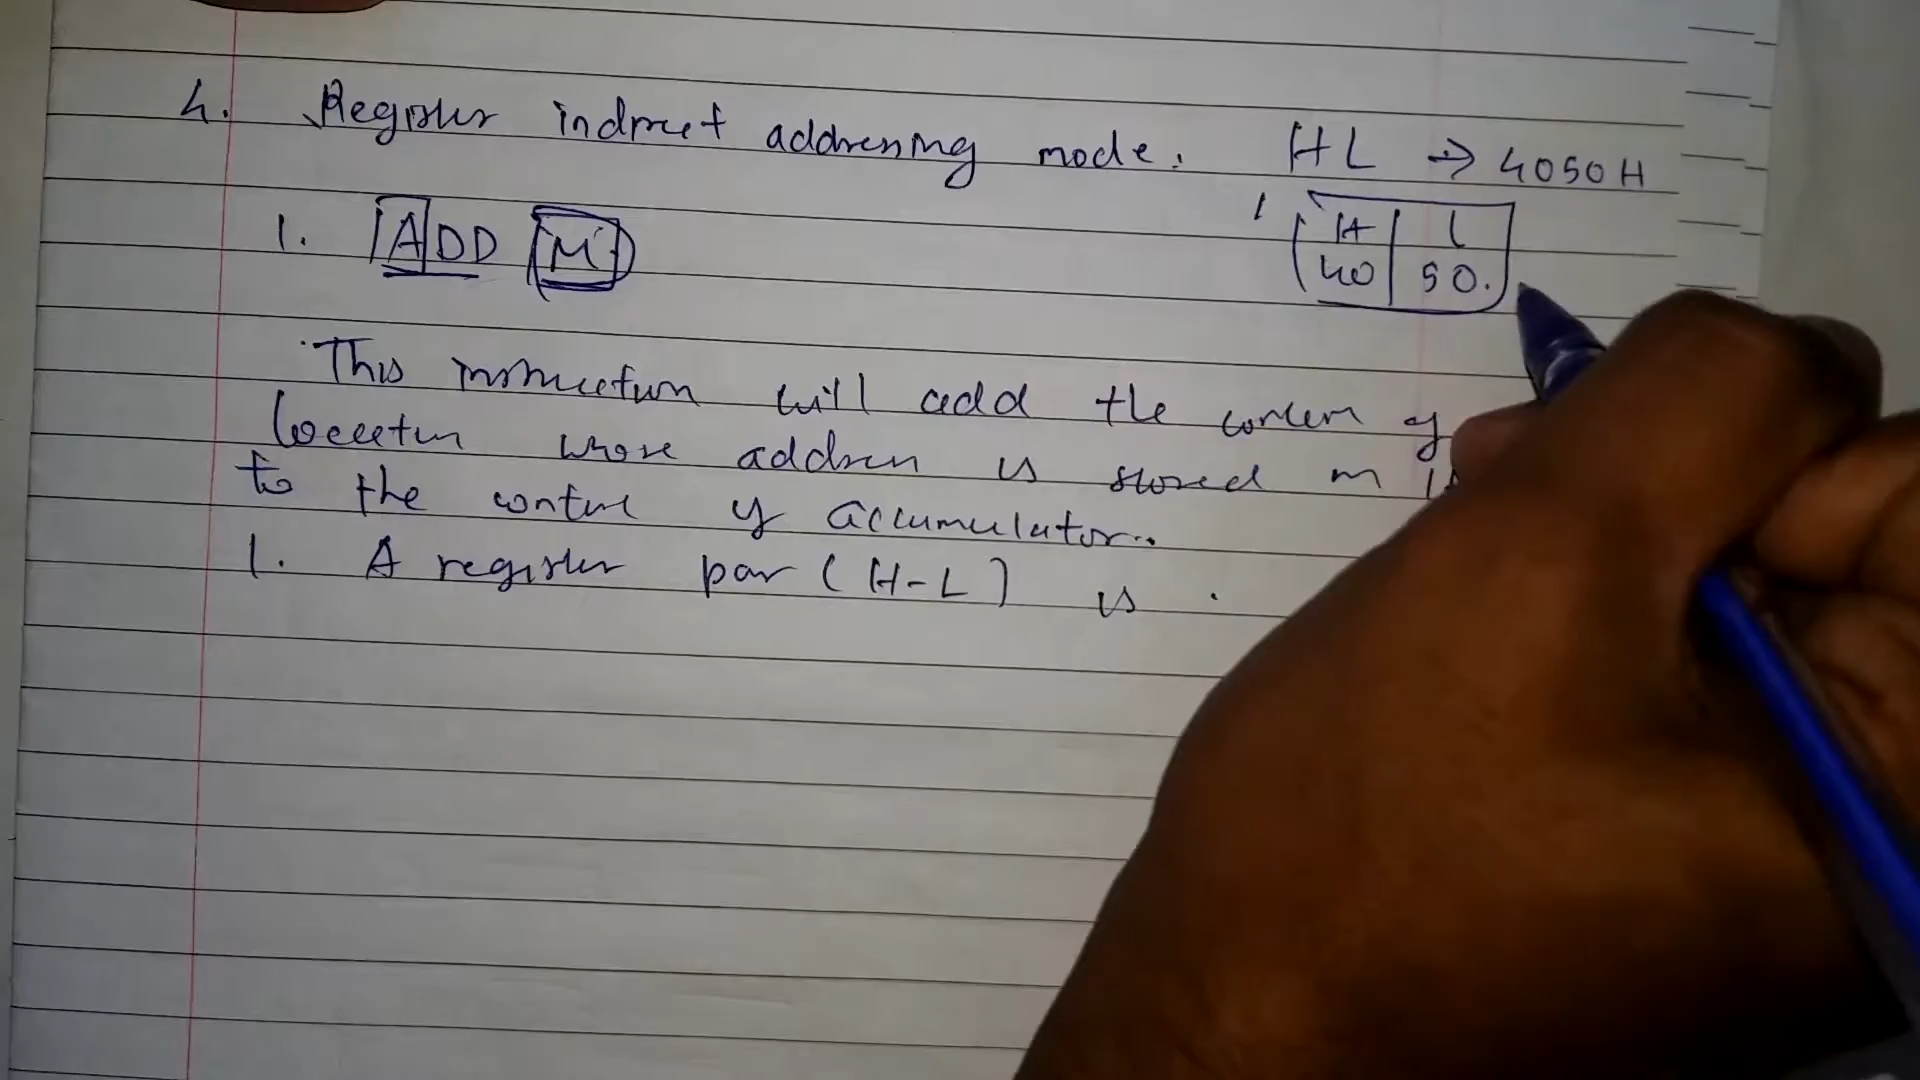 4. Register indirect addressing mode. HL → 4050H
1. ADD M
H L
40 50.
This instruction will add the content of
location whose address is stored in
to the content of accumulator.
1. A register pair (H-L) is